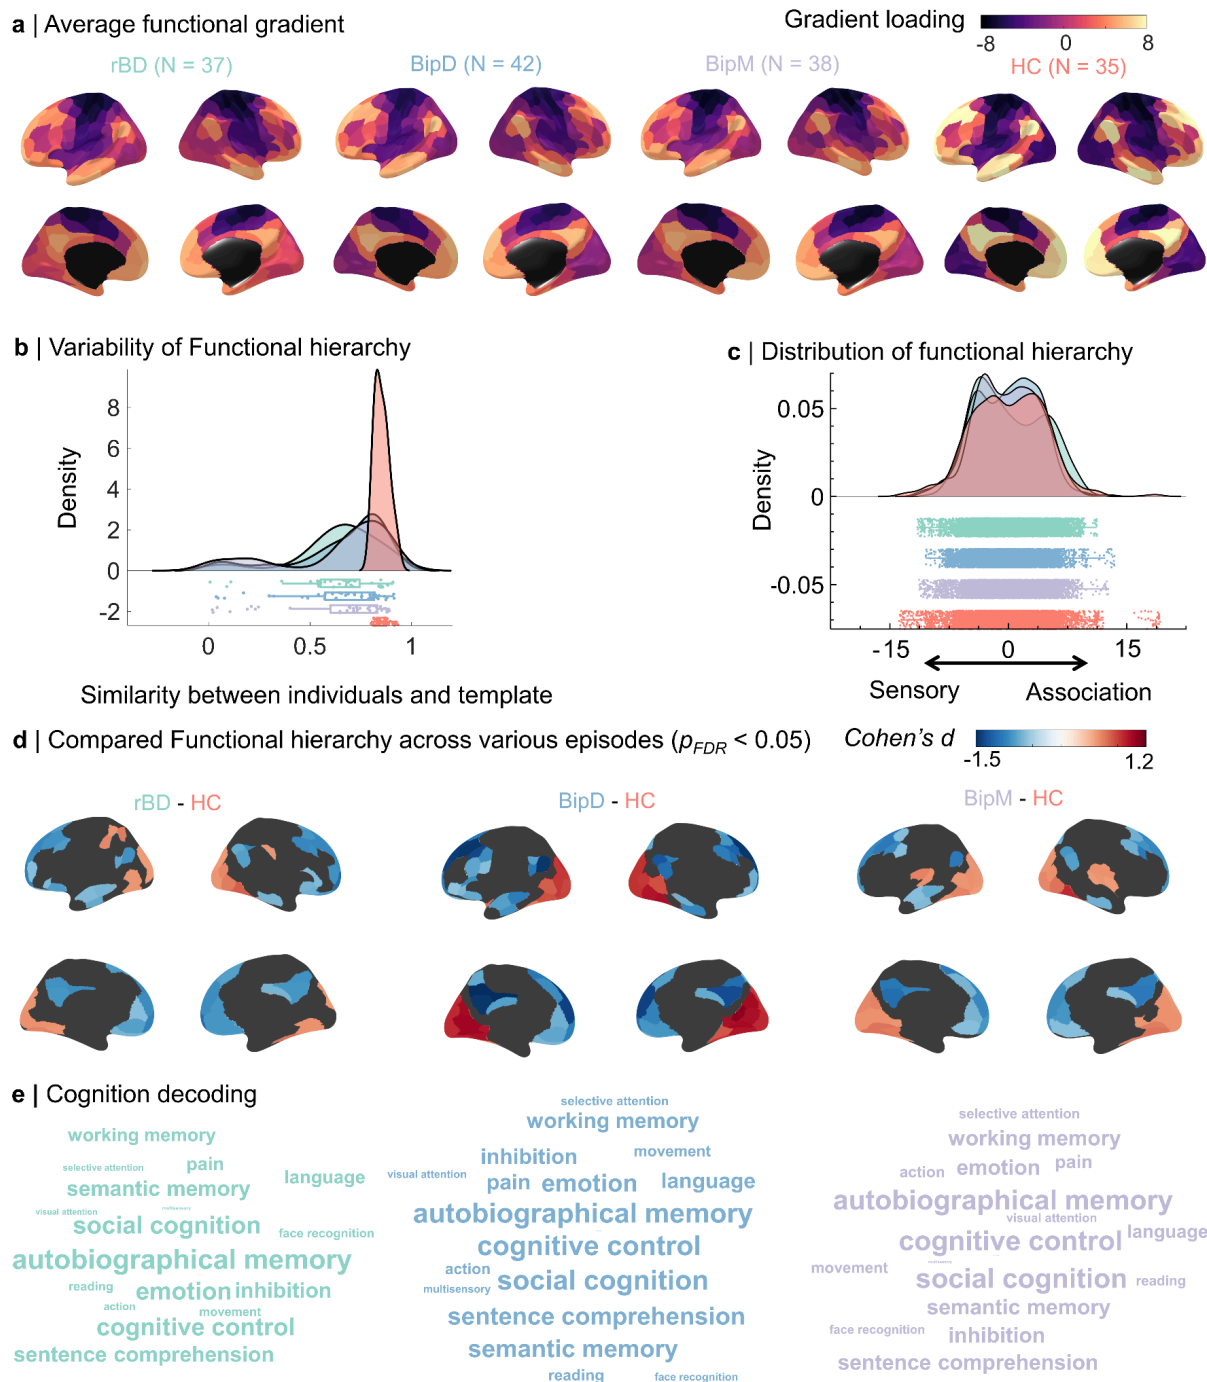 a | Average functional gradient
Gradient loading
-8 0 8
rBD (N = 37)
BipD (N = 42)
BipM (N = 38)
HC (N = 35)
b | Variability of Functional hierarchy
Density
8
6
4
2
0
-2
0 0.5 1
Similarity between individuals and template
c | Distribution of functional hierarchy
Density
0.05
0
-0.05
-15 0 15
Sensory
Association
d | Compared Functional hierarchy across various episodes (pFDR < 0.05)
Cohen's d
-1.5 1.2
rBD - HC
BipD - HC
BipM - HC
e | Cognition decoding
working memory
selective attention
pain
language
semantic memory
visual attention
multisensory
social cognition
face recognition
autobiographical memory
reading
emotion
inhibition
action
movement
cognitive control
sentence comprehension
selective attention
working memory
inhibition
movement
visual attention
pain
emotion
language
autobiographical memory
cognitive control
action
multisensory
social cognition
sentence comprehension
semantic memory
reading
face recognition
selective attention
working memory
action
emotion
pain
autobiographical memory
visual attention
cognitive control
language
movement
multisensory
social cognition
reading
semantic memory
face recognition
inhibition
sentence comprehension